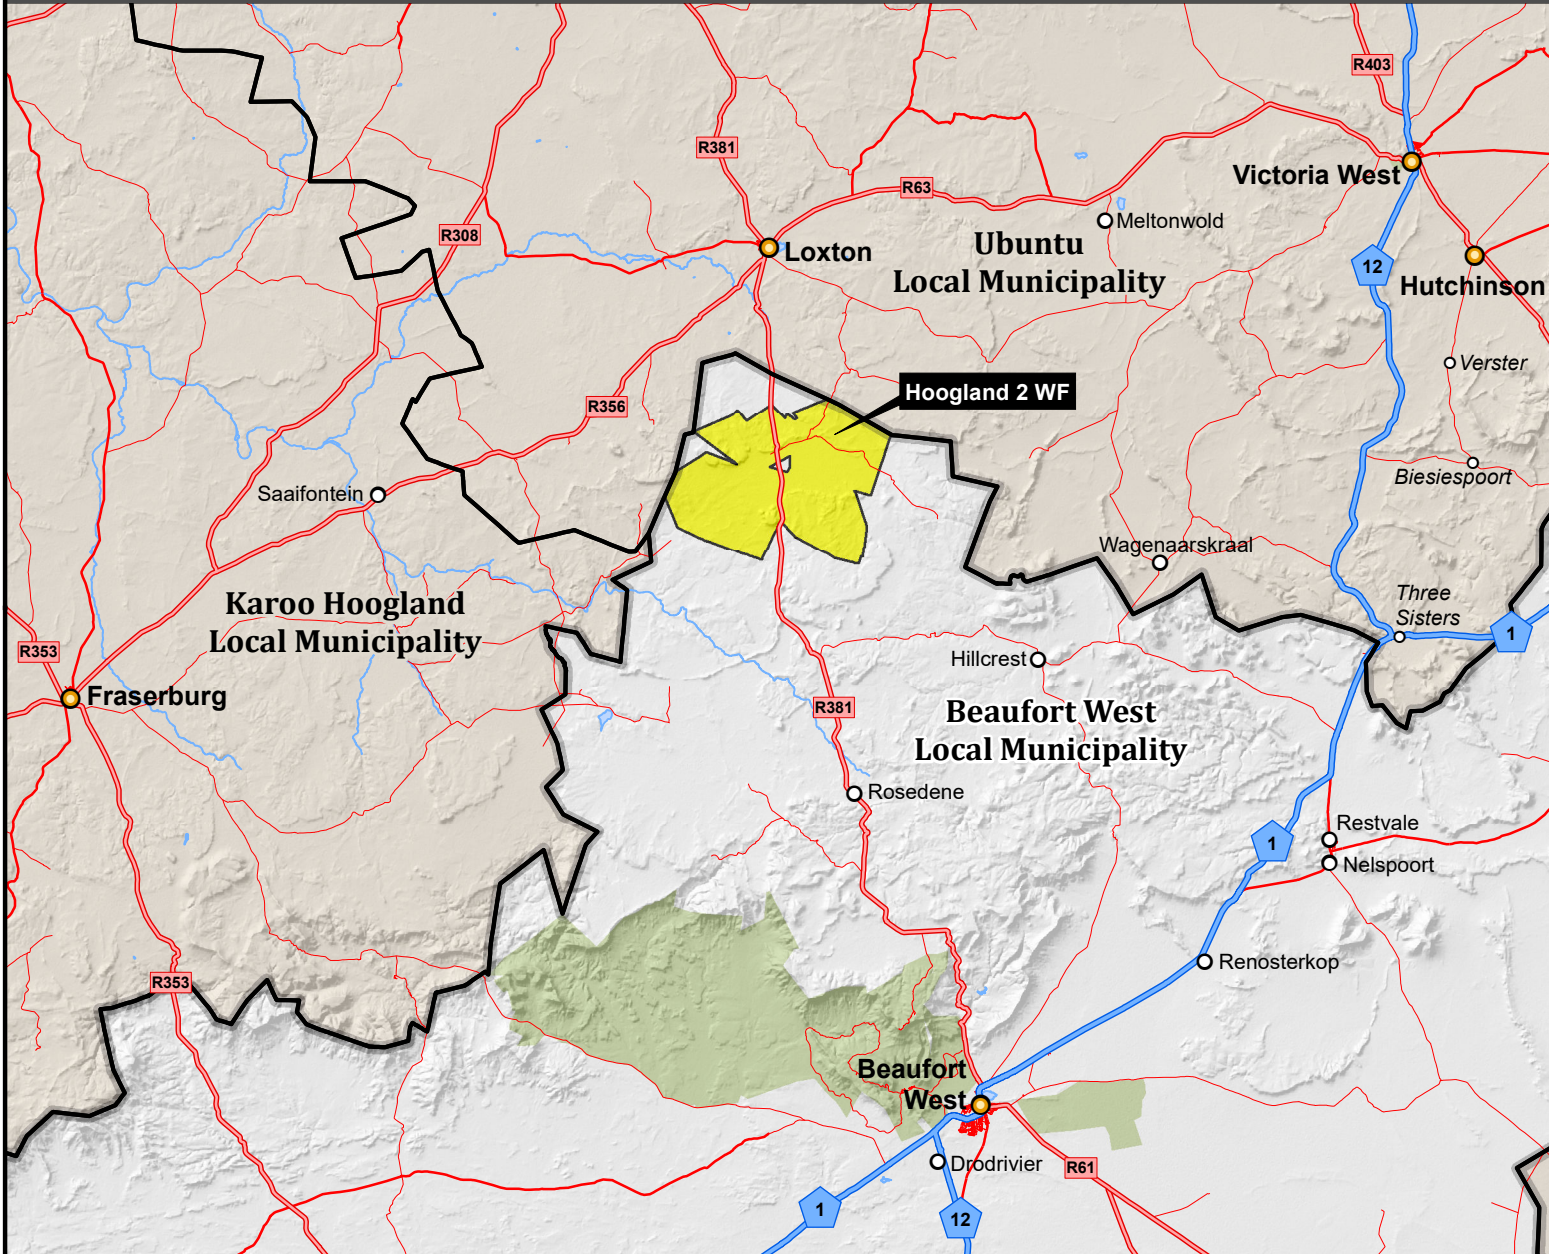 R403
R381
Victoria West
R63
Meltonwold
R308
Loxton
Ubuntu
Local Municipality
12
Hutchinson
Verster
Hoogland 2 WF
R356
Biesiespoort
Saaifontein
Wagenaarskraal
Three
Sisters
Karoo Hoogland
Local Municipality
1
R353
Hillcrest
Fraserburg
R381
Beaufort West
Local Municipality
Rosedene
Restvale
1
Nelspoort
Renosterkop
R353
Beaufort
West
Drodrivier
R61
1
12